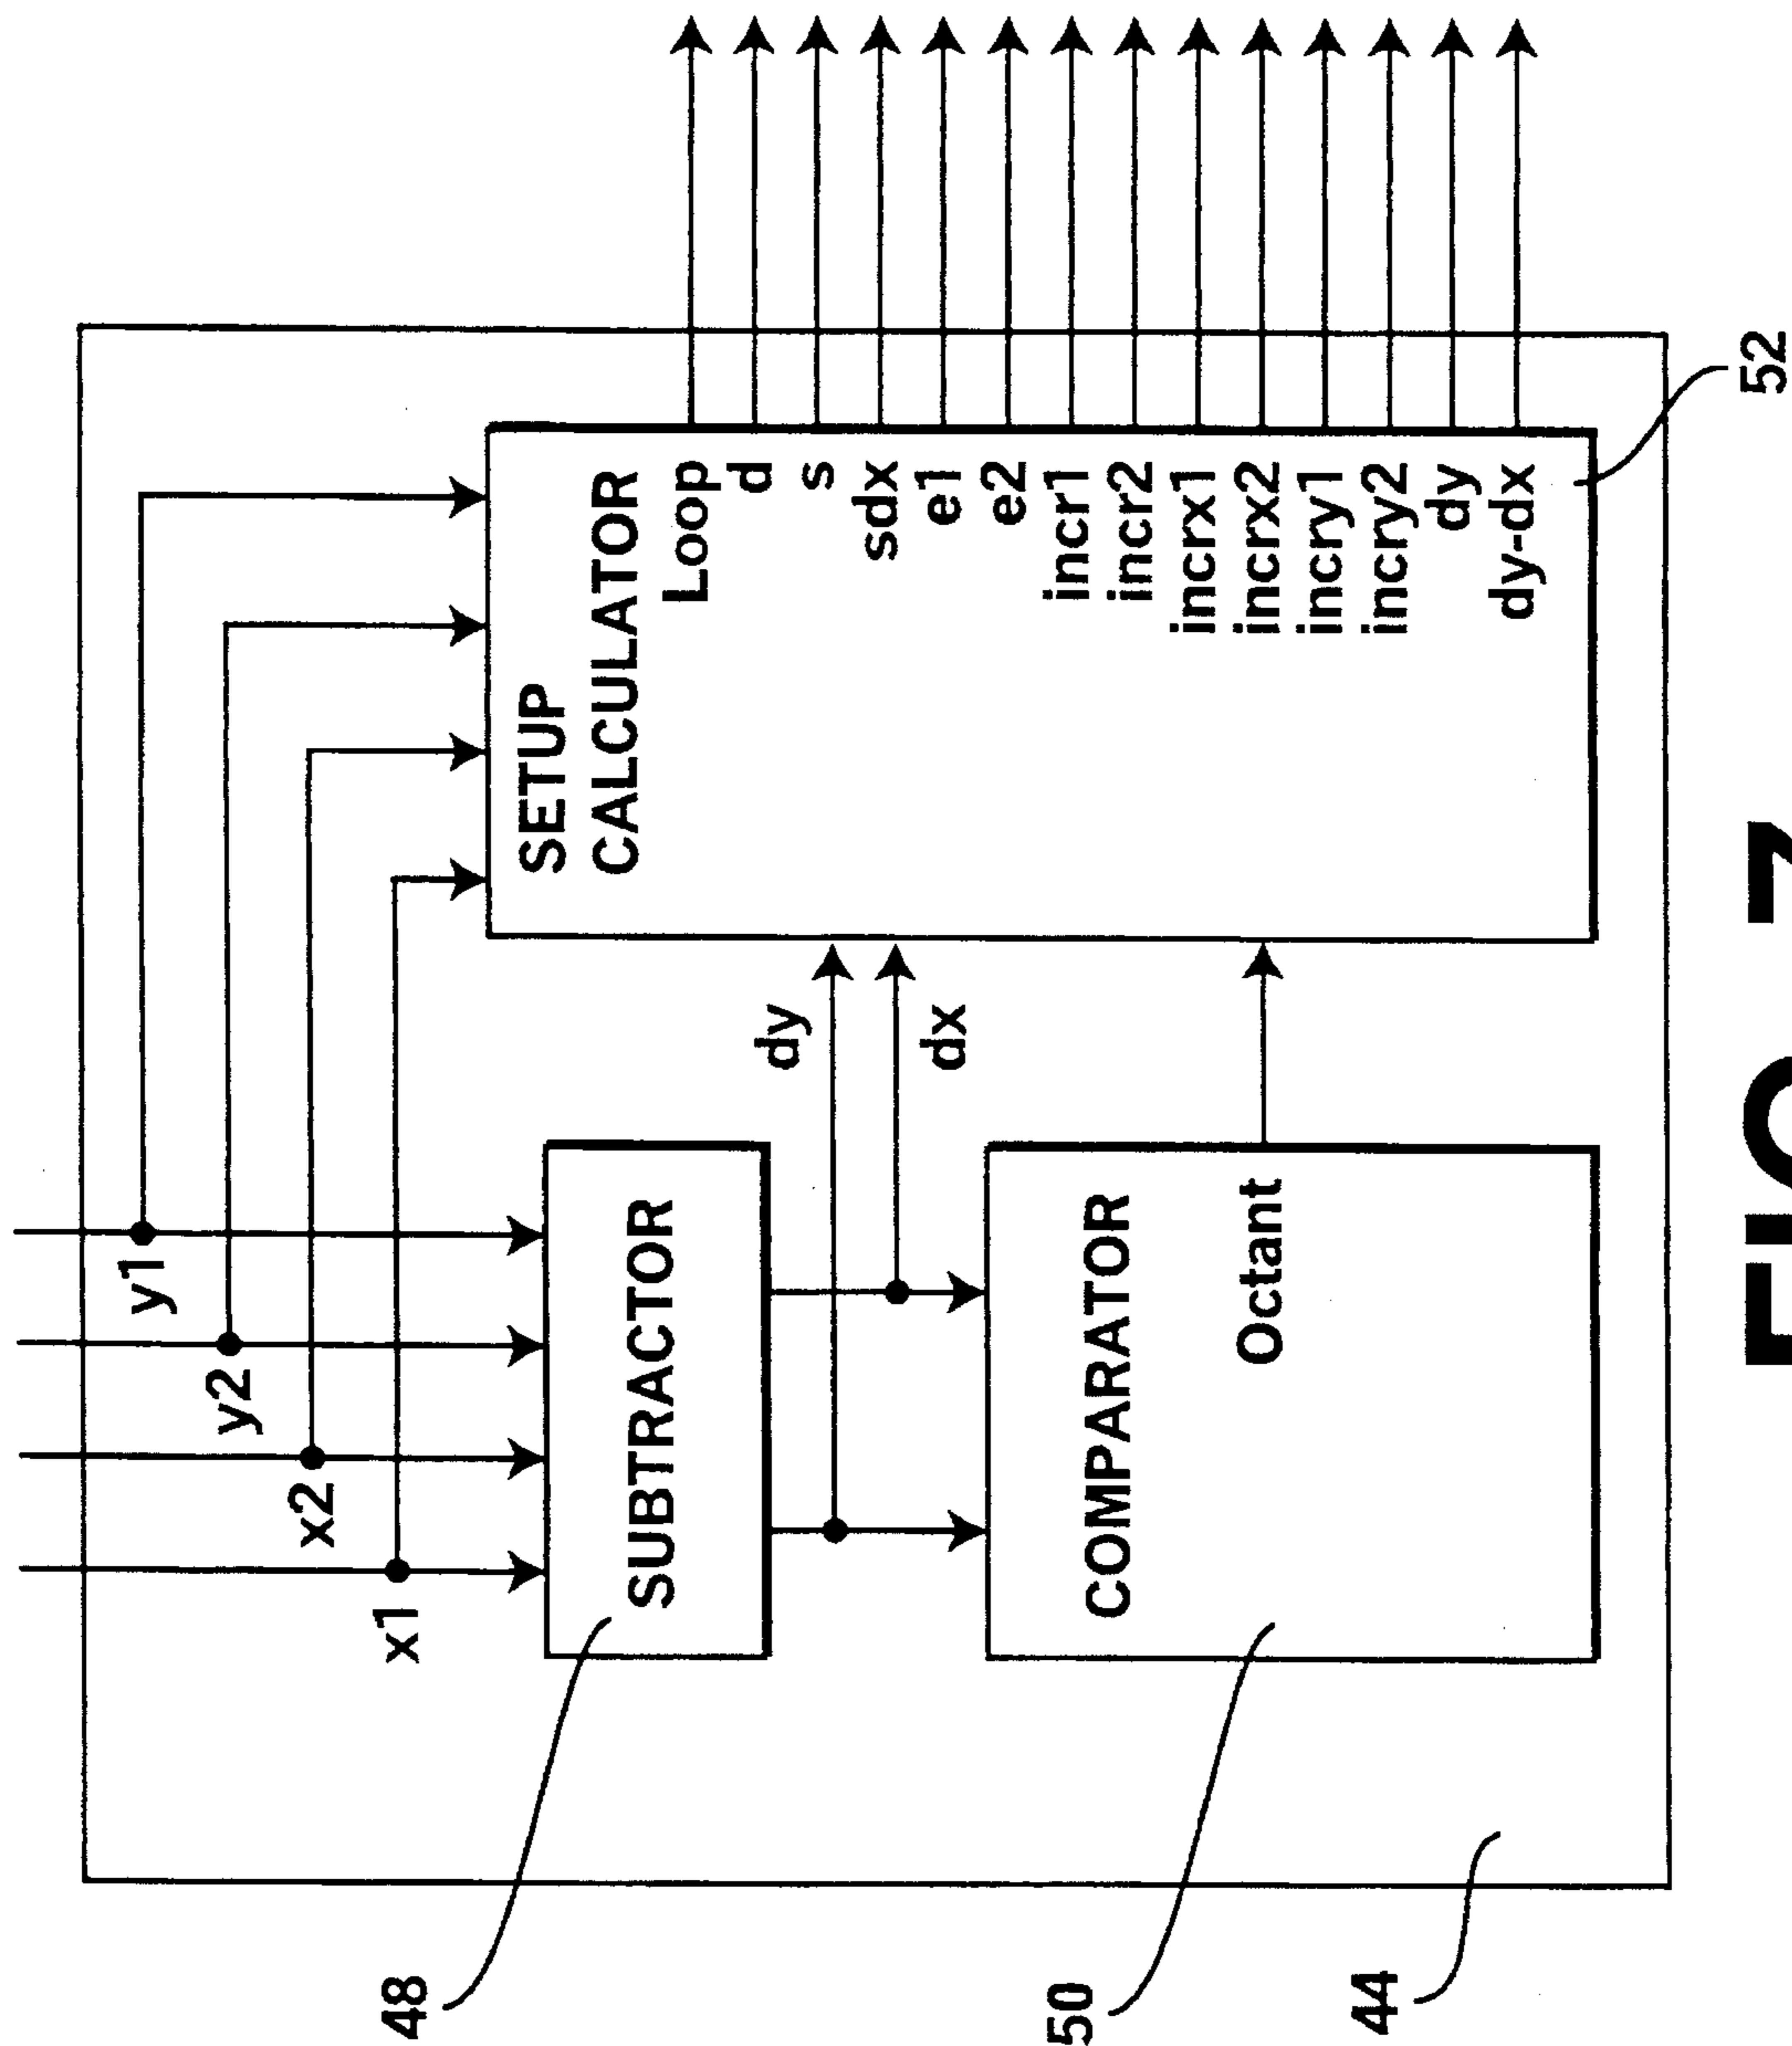 y1
y2
x2
x1
48
SUBTRACTOR
SETUP
CALCULATOR
Loop
d
s
sdx
e1
e2
incr1
incr2
incrx1
incrx2
incry1
incry2
dy
dy-dx
dy
dx
50
COMPARATOR
Octant
44
52